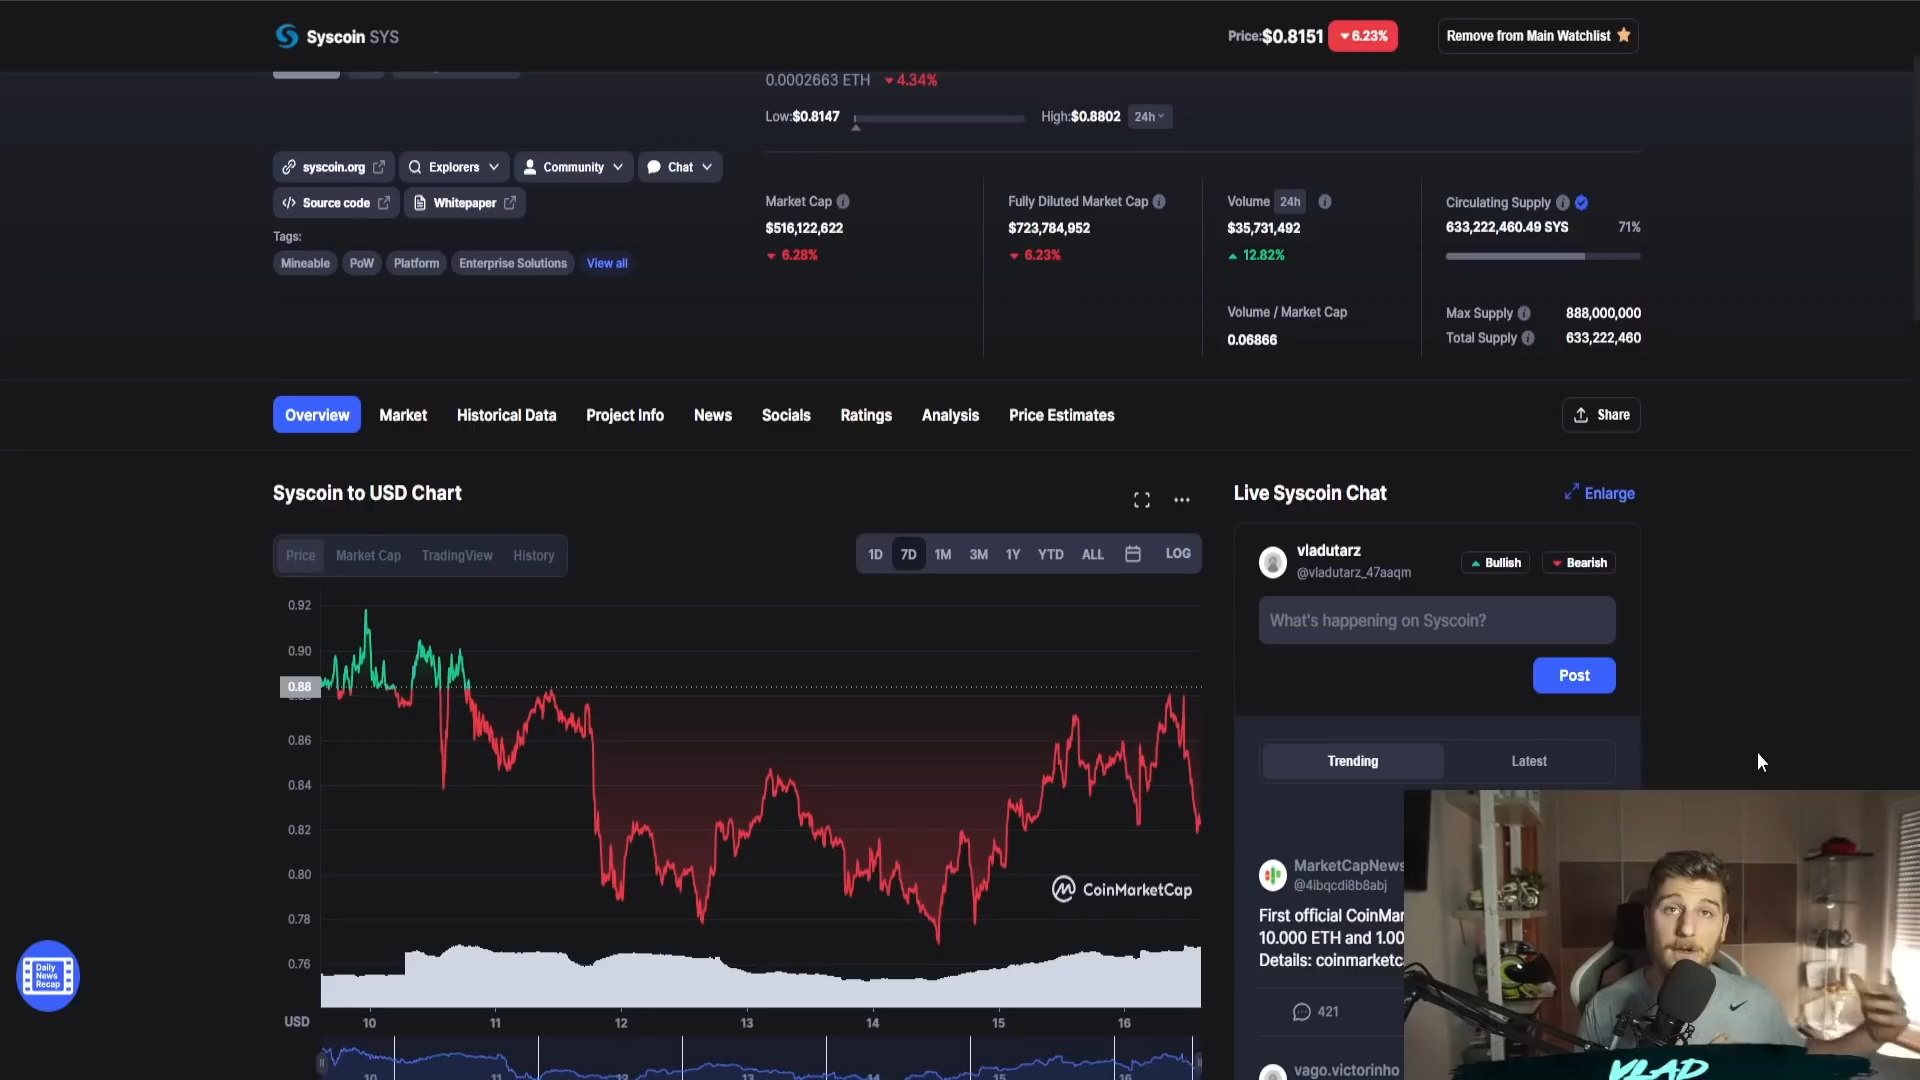 Syscoin SYS
Price:$0.8151 6.23%
Remove from Main Watchlist
0.0002663 ETH 4.34%
Low:$0.8147
High:$0.8802 24h
syscoin.org
Explorers
Community
Chat
Source code
Whitepaper
Tags:
Mineable
PoW
Platform
Enterprise Solutions
View all
Market Cap
$516,122,622
6.28%
Fully Diluted Market Cap
$723,784,952
6.23%
Volume 24h
$35,731,492
12.82%
Volume / Market Cap
0.06866
Circulating Supply
633,222,460.49 SYS 71%
Max Supply 888,000,000
Total Supply 633,222,460
Overview
Market
Historical Data
Project Info
News
Socials
Ratings
Analysis
Price Estimates
Share
Syscoin to USD Chart
Price
Market Cap
TradingView
History
1D 7D 1M 3M 1Y YTD ALL LOG
0.92
0.90
0.88
0.86
0.84
0.82
0.80
0.78
0.76
CoinMarketCap
USD 10 11 12 13 14 15 16
10 11 12 13 14 15 16
Daily
News
Recap
Live Syscoin Chat
Enlarge
vladutarz
@vladutarz_47aaqm
Bullish
Bearish
What's happening on Syscoin?
Post
Trending
Latest
MarketCapNews
@4ibqcdi8b8abj
First official CoinMar
10.000 ETH and 1.00
Details: coinmarketc
421
vago.victorinho
VLAD